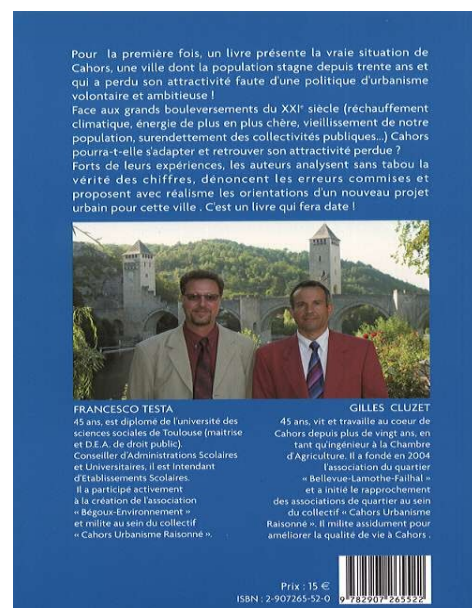 Pour la première fois, un livre présente la vraie situation de
Cahors, une ville dont la population stagne depuis trente ans et
qui a perdu son attractivité faute d'une politique d'urbanisme
volontaire et ambitieuse !
Face aux grands bouleversements du XXIe siècle (réchauffement
climatique, énergie de plus en plus chère, vieillissement de notre
population, surendettement des collectivités publiques...) Cahors
pourra-t-elle s'adapter et retrouver son attractivité perdue ?
Forts de leurs expériences, les auteurs analysent sans tabou la
vérité des chiffres, dénoncent les erreurs commises et
proposent avec réalisme les orientations d'un nouveau projet
urbain pour cette ville . C'est un livre qui fera date !
FRANCESCO TESTA
45 ans, est diplomé de l'université des
sciences sociales de Toulouse (maitrise
et D.E.A. de droit public).
Conseiller d'Administrations Scolaires
et Universitaires, il est Intendant
d'Etablissements Scolaires.
Il a participé activement
à la création de l'association
« Bégoux-Environnement »
et milite au sein du collectif
« Cahors Urbanisme Raisonné ».
GILLES CLUZET
45 ans, vit et travaille au coeur de
Cahors depuis plus de vingt ans, en
tant qu'ingénieur à la Chambre
d'Agriculture. Il a fondé en 2004
l'association du quartier
« Bellevue-Lamothe-Failhal »
et a initié le rapprochement
des associations de quartier au sein
du collectif « Cahors Urbanisme
Raisonné ». Il milite assidument pour
améliorer la qualité de vie à Cahors .
Prix : 15 €
ISBN : 2-907265-52-0
9 782907 265522